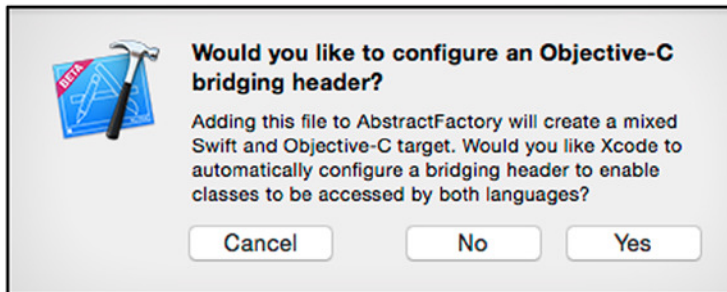 BETA
Would you like to configure an Objective-C
bridging header?
Adding this file to AbstractFactory will create a mixed
Swift and Objective-C target. Would you like Xcode to
automatically configure a bridging header to enable
classes to be accessed by both languages?
Cancel
No
Yes